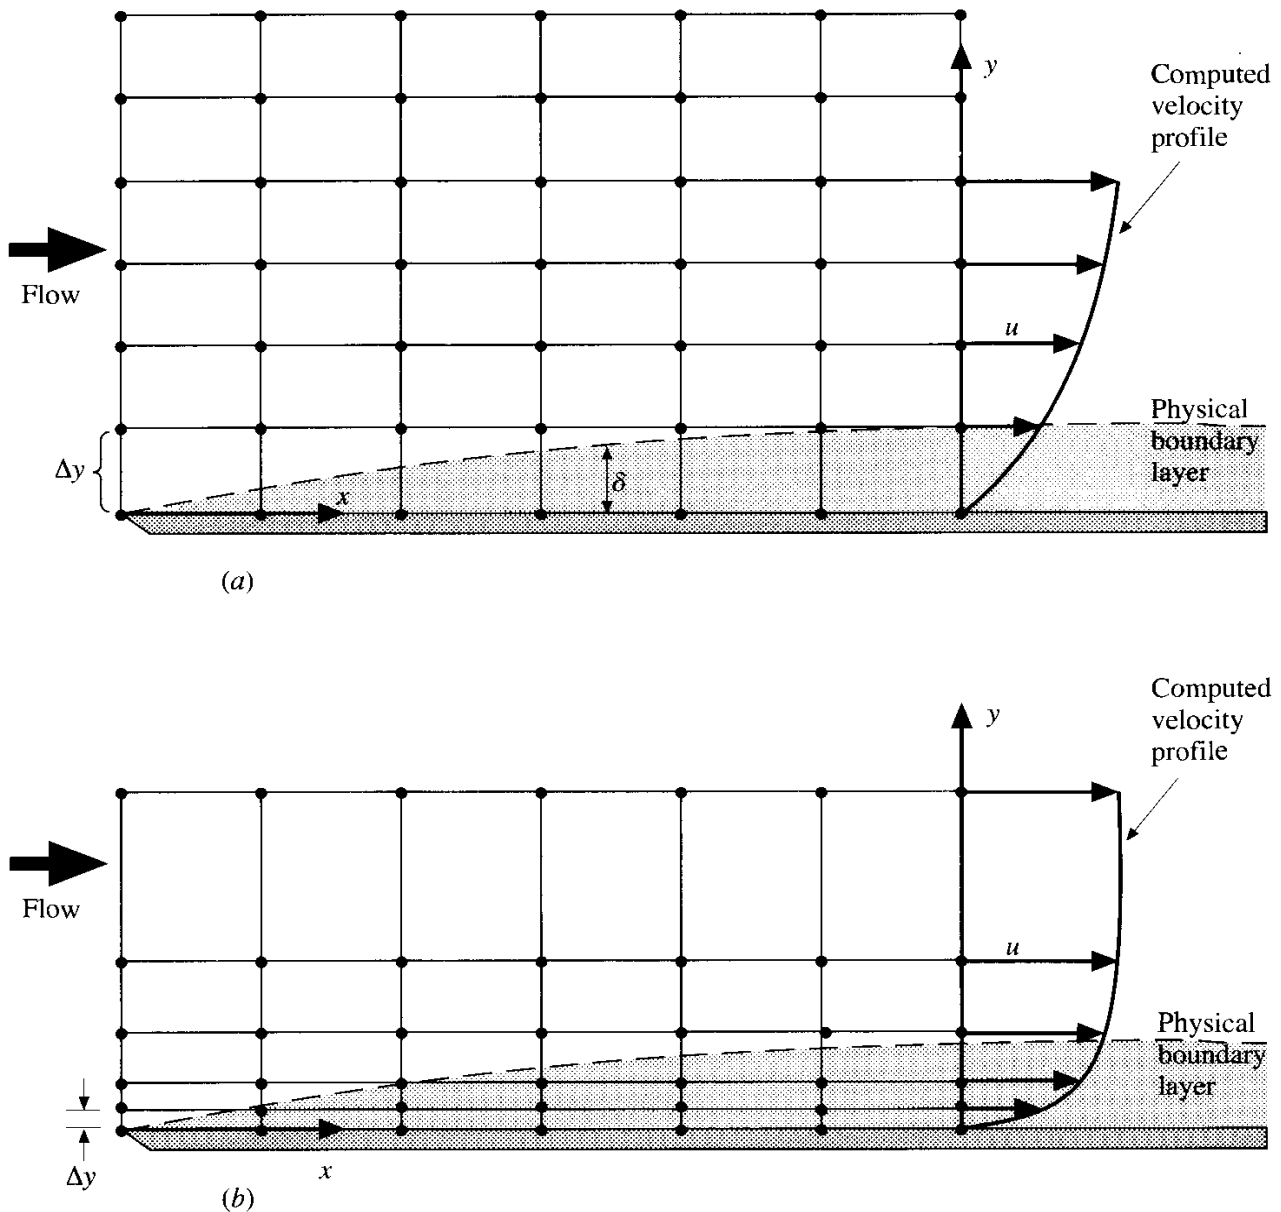 y
Computed
velocity
profile
Flow
u
Physical
boundary
layer
Δy
x
δ
(a)
Computed
velocity
profile
y
Flow
u
Physical
boundary
layer
Δy
x
(b)